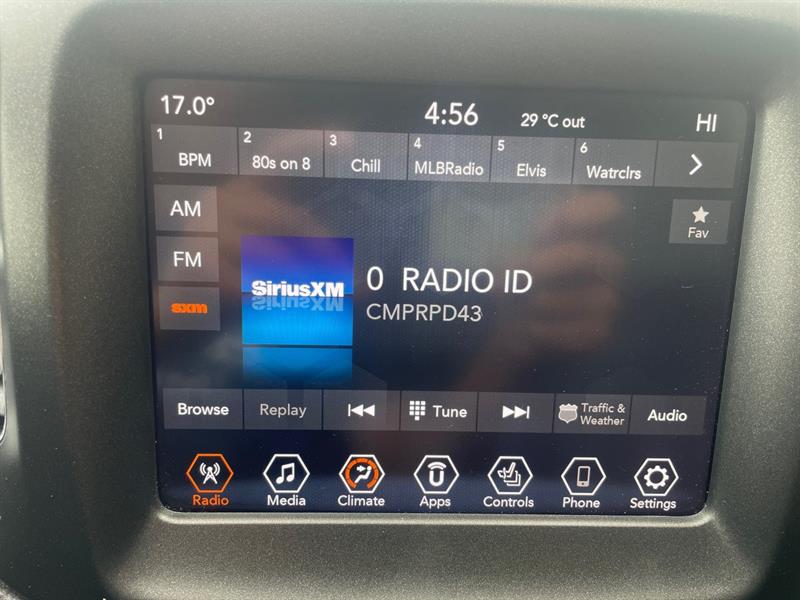 17.0° 4:56 29 °C out HI
1 BPM 2 80s on 8 3 Chill 4 MLBRadio 5 Elvis 6 Watrclrs
AM
Fav
FM
sxm
SiriusXM
0 RADIO ID
CMPRPD43
Browse Replay Tune Traffic & Weather Audio
Radio Media Climate Apps Controls Phone Settings